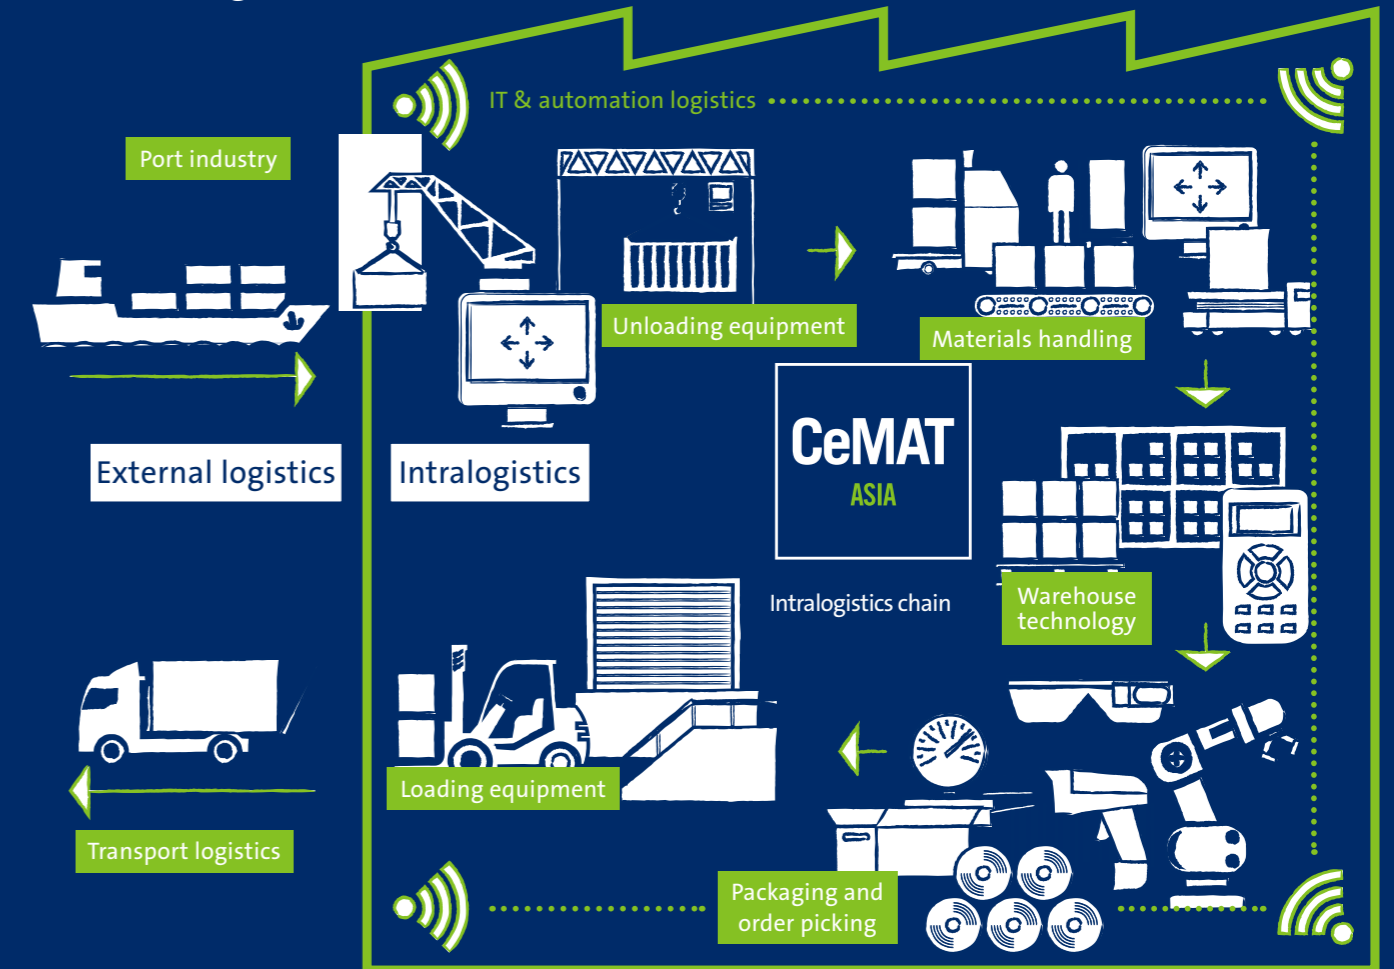 IT & automation logistics
Port industry
Unloading equipment
Materials handling
External logistics
Intralogistics
CeMAT
ASIA
Intralogistics chain
Warehouse
technology
Loading equipment
Transport logistics
Packaging and
order picking